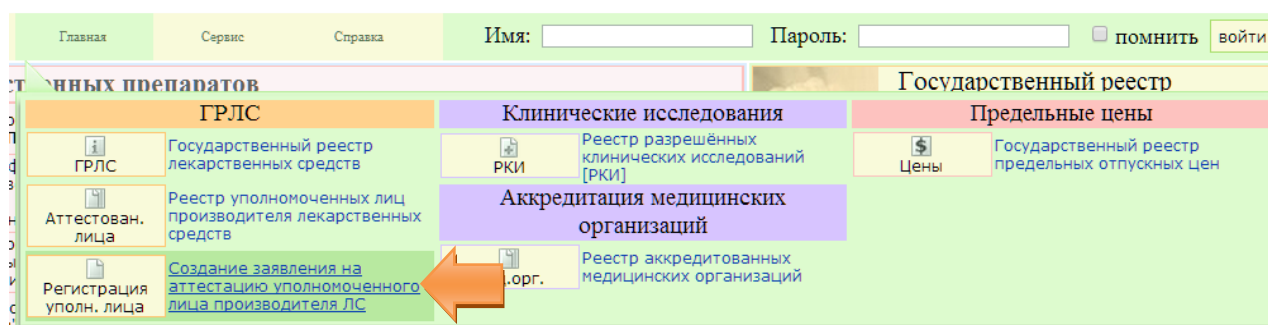 Главная Сервис Справка Имя: Пароль: помнить войти
препаратов Государственный реестр
ГРЛС
ГРЛС
Государственный реестр
лекарственных средств
Аттестован.
лица
Реестр уполномоченных лиц
производителя лекарственных
средств
Регистрация
уполн. лица
Создание заявления на
аттестацию уполномоченного
лица производителя ЛС
Клинические исследования
РКИ
Реестр разрешённых
клинических исследований
[РКИ]
Аккредитация медицинских
организаций
.орг.
Реестр аккредитованных
медицинских организаций
Предельные цены
Цены
Государственный реестр
предельных отпускных цен